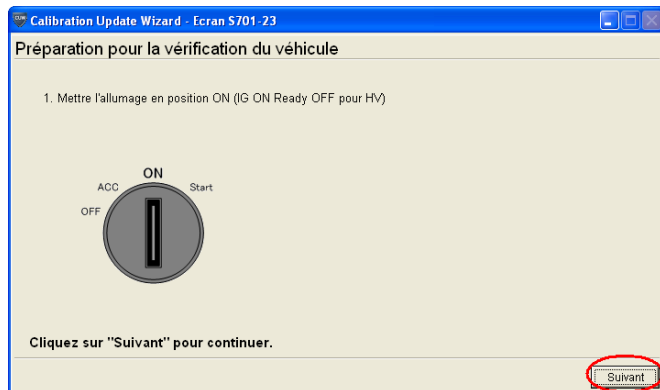 CUW Calibration Update Wizard - Ecran S701-23
Préparation pour la vérification du véhicule
1. Mettre l'allumage en position ON (IG ON Ready OFF pour HV)
ON
ACC
Start
OFF
Cliquez sur "Suivant" pour continuer.
Suivant